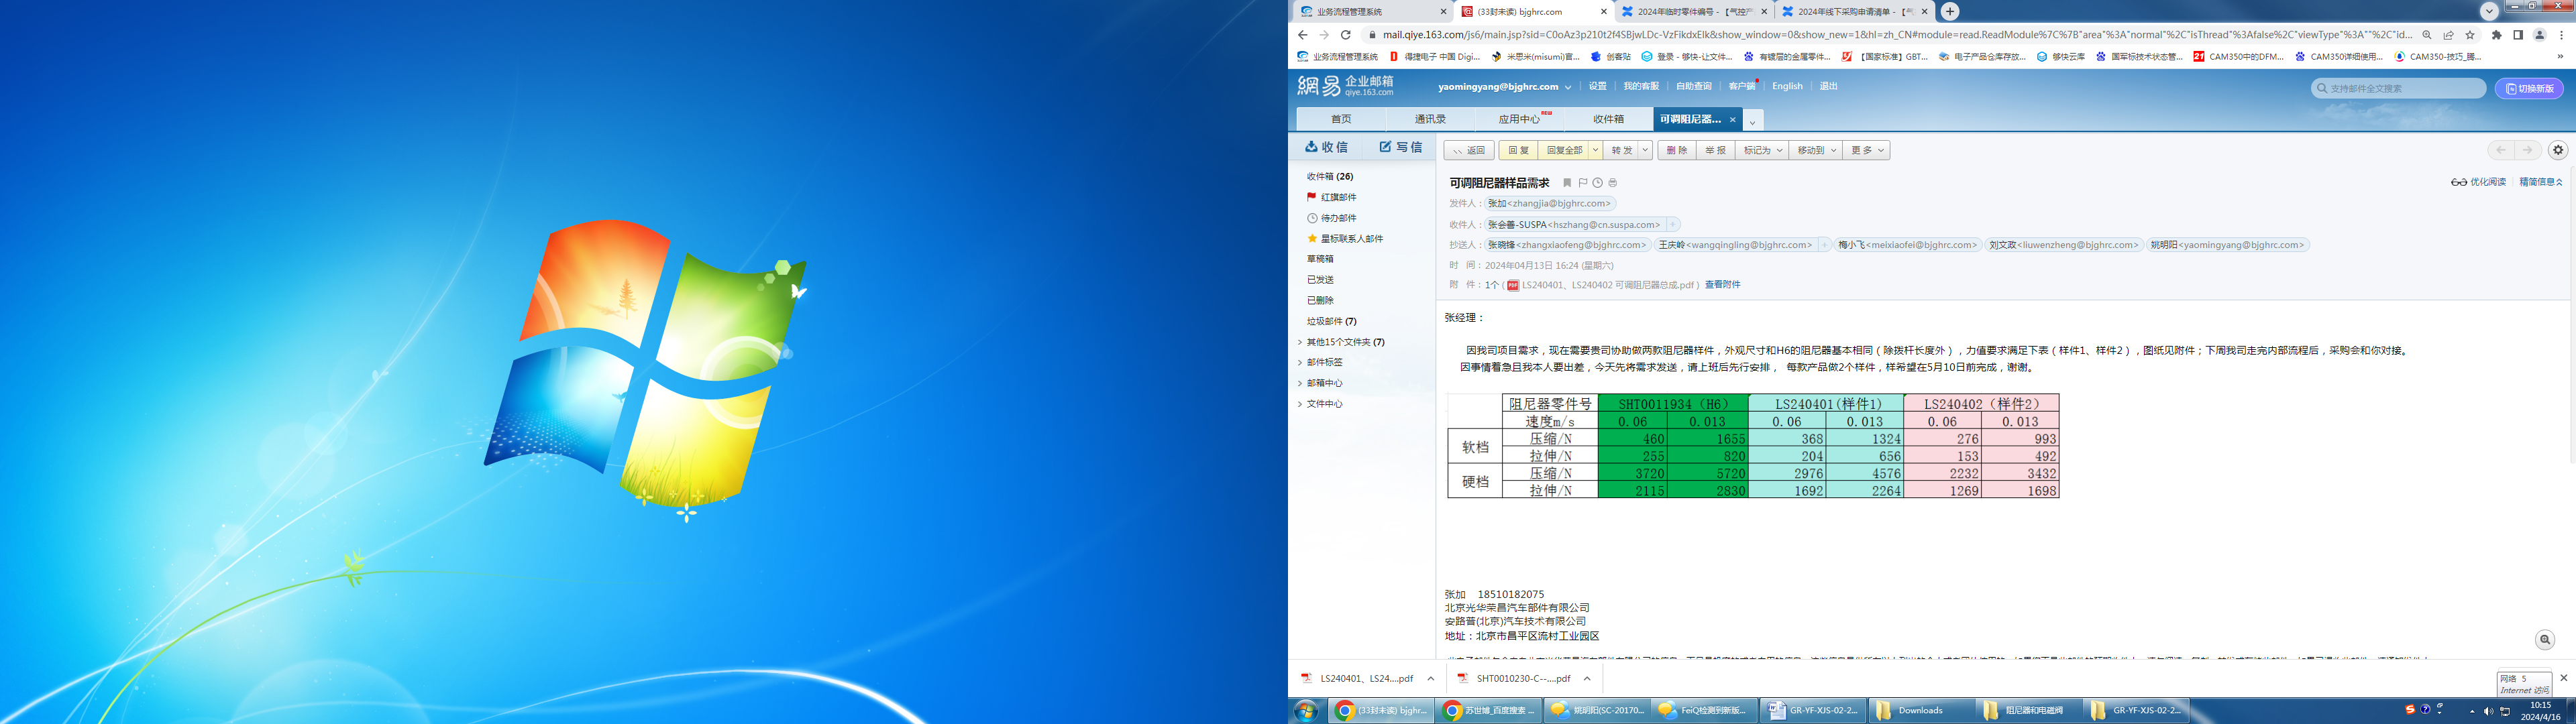 业务流程管理系统
(33封未读) bjghrc.com
2024年临时零件编号 - 【气控产
2024年线下采购申请清单 - 【气
mail.qiye.163.com/js6/main.jsp?sid=C0oAz3p210t2f4SBjwLDc-VzFikdxElk&show_window=0&show_new=1&hl=zh_CN#module=read.ReadModule%7C%7B"area"%3A"normal"%2C"isThread"%3Afalse%2C"viewType"%3A""%2C"id...
业务流程管理系统
得捷电子 中国 Digi...
米思米(misumi)官...
创客贴
登录 - 够快-让文件...
有镀层的金属零件...
【国家标准】GBT...
电子产品仓库存放...
够快云库
国军标技术状态管...
CAM350中的DFM...
CAM350详细使用...
CAM350-技巧_腾...
網易 企业邮箱
qiye.163.com
yaomingyang@bjghrc.com
设置
我的客服
自助查询
客户端
English
退出
支持邮件全文搜索
切换新版
首页
通讯录
应用中心
NEW
收件箱
可调阻尼器...
收信
写信
返回
回复
回复全部
转发
删除
举报
标记为
移动到
更多
收件箱 (26)
红旗邮件
待办邮件
星标联系人邮件
草稿箱
已发送
已删除
垃圾邮件 (7)
其他15个文件夹 (7)
邮件标签
邮箱中心
文件中心
可调阻尼器样品需求
优化阅读
精简信息
发件人：张加<zhangjia@bjghrc.com>
收件人：张会善-SUSPA<hszhang@cn.suspa.com>
抄送人：张晓锋<zhangxiaofeng@bjghrc.com> 王庆岭<wangqingling@bjghrc.com> 梅小飞<meixiaofei@bjghrc.com> 刘文政<liuwenzheng@bjghrc.com> 姚明阳<yaomingyang@bjghrc.com>
时 间：2024年04月13日 16:24 (星期六)
附 件：1个 ( LS240401、LS240402 可调阻尼器总成.pdf ) 查看附件
张经理：
因我司项目需求，现在需要贵司协助做两款阻尼器样件，外观尺寸和H6的阻尼器基本相同（除拨杆长度外），力值要求满足下表（样件1、样件2），图纸见附件；下周我司走完内部流程后，采购会和你对接。
因事情着急且我本人要出差，今天先将需求发送，请上班后先行安排， 每款产品做2个样件，样希望在5月10日前完成，谢谢。
阻尼器零件号 SHT0011934（H6） LS240401(样件1) LS240402（样件2）
速度m/s 0.06 0.013 0.06 0.013 0.06 0.013
软档 压缩/N 460 1655 368 1324 276 993
拉伸/N 255 820 204 656 153 492
硬档 压缩/N 3720 5720 2976 4576 2232 3432
拉伸/N 2115 2830 1692 2264 1269 1698
张加 18510182075
北京光华荣昌汽车部件有限公司
安路普(北京)汽车技术有限公司
地址：北京市昌平区流村工业园区
LS240401、LS24....pdf
SHT0010230-C--....pdf
网络 5
Internet 访问
(33封未读) bjghr...
苏世博_百度搜索 ...
姚明阳(SC-20170...
FeiQ检测到新版...
GR-YF-XJS-02-2...
Downloads
阻尼器和电磁阀
GR-YF-XJS-02-2...
10:15
2024/4/16